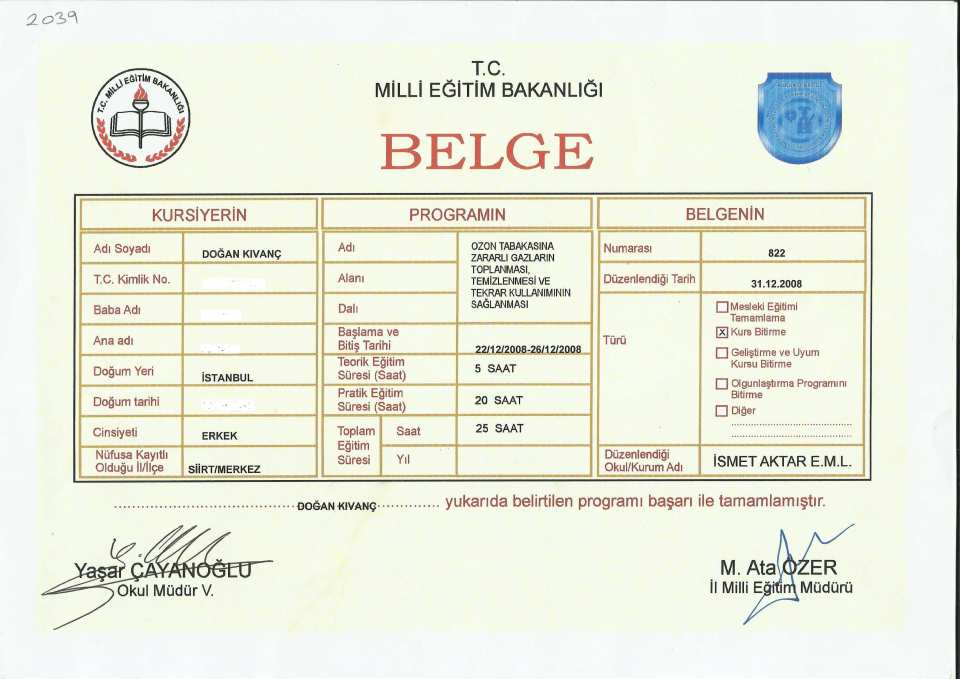 2039
T.C. MİLLİ EĞİTİM BAKANLIĞI
T.C.
MİLLİ EĞİTİM BAKANLIĞI
BELGE
KURSİYERİN
Adı Soyadı DOĞAN KIVANÇ
T.C. Kimlik No.
Baba Adı
Ana adı
Doğum Yeri İSTANBUL
Doğum tarihi
Cinsiyeti ERKEK
Nüfusa Kayıtlı
Olduğu İl/İlçe SİİRT/MERKEZ
PROGRAMIN
Adı
Alanı
Dalı
OZON TABAKASINA
ZARARLI GAZLARIN
TOPLANMASI,
TEMİZLENMESİ VE
TEKRAR KULLANIMININ
SAĞLANMASI
Başlama ve
Bitiş Tarihi 22/12/2008-26/12/2008
Teorik Eğitim
Süresi (Saat) 5 SAAT
Pratik Eğitim
Süresi (Saat) 20 SAAT
Toplam
Eğitim
Süresi
Saat 25 SAAT
Yıl
BELGENİN
Numarası 822
Düzenlendiği Tarih 31.12.2008
Türü
Mesleki Eğitimi
Tamamlama
X Kurs Bitirme
Geliştirme ve Uyum
Kursu Bitirme
Olgunlaştırma Programını
Bitirme
Diğer
Düzenlendiği
Okul/Kurum Adı İSMET AKTAR E.M.L.
DOĞAN KIVANÇ yukarıda belirtilen programı başarı ile tamamlamıştır.
Yaşar ÇAYANOĞLU
Okul Müdür V.
M. Ata ÖZER
İl Milli Eğitim Müdürü